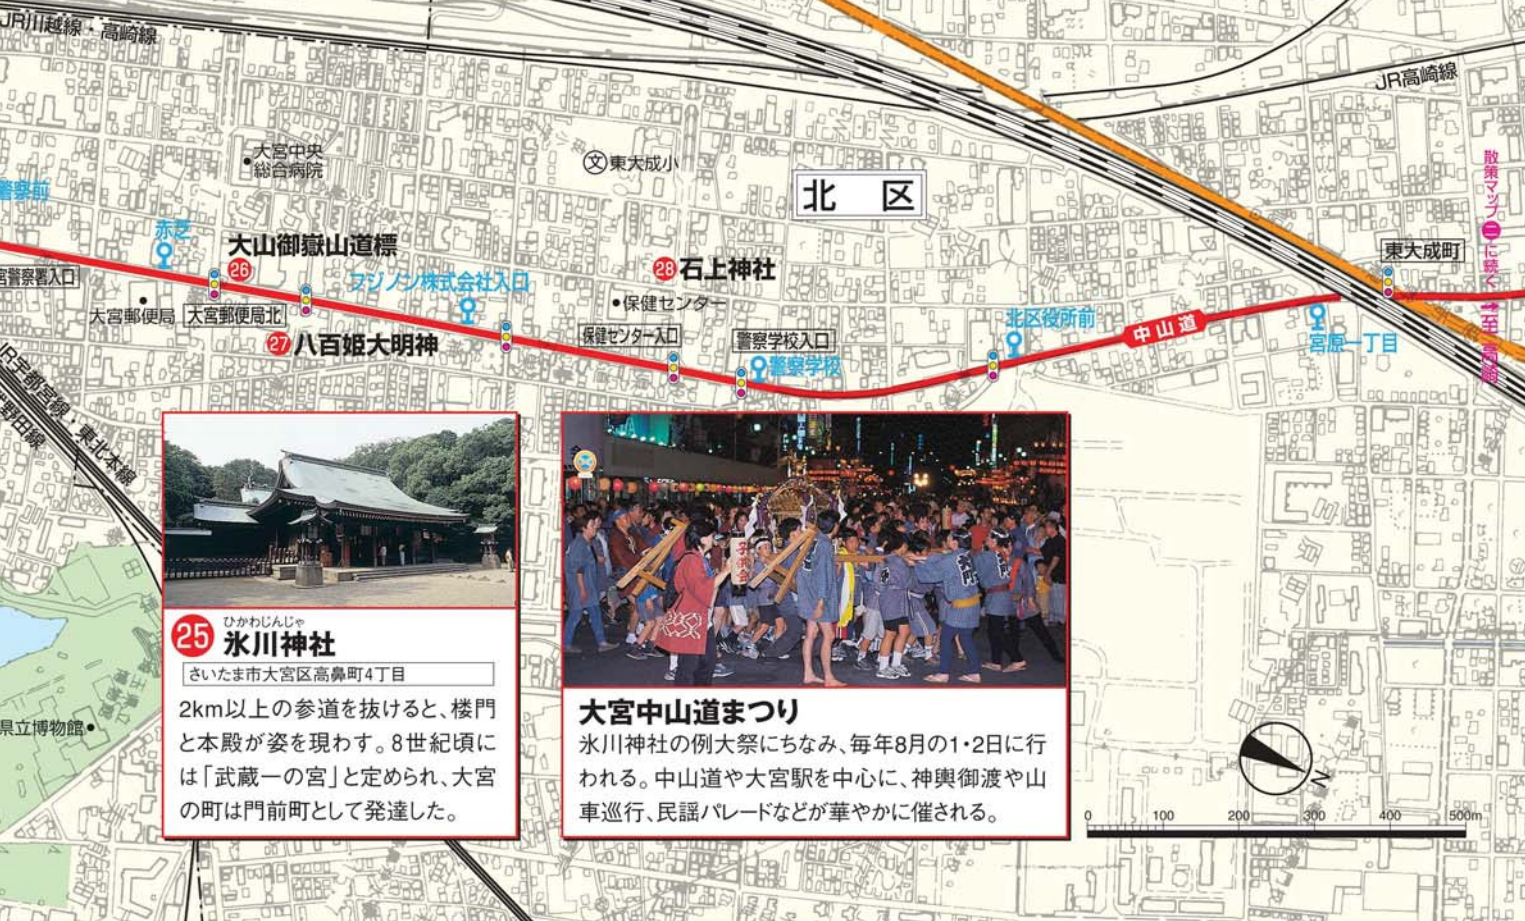 JR川越線・高崎線
JR高崎線
大宮中央
総合病院
文
東大成小
北区
警察前
赤芝
大山御嶽山道標
26
フジノン株式会社入口
28
石上神社
保健センター
東大成町
散策マップ
に続く
至高崎
宮警察署入口
大宮郵便局
大宮郵便局北
27
八百姫大明神
保健センター入口
警察学校入口
警察学校
北区役所前
中山道
宮原一丁目
JR宇都宮線・東北本線
野田線
25
ひかわじんじゃ
氷川神社
さいたま市大宮区高鼻町4丁目
2km以上の参道を抜けると、楼門
と本殿が姿を現わす。8世紀頃に
は「武蔵一の宮」と定められ、大宮
の町は門前町として発達した。
大宮中山道まつり
氷川神社の例大祭にちなみ、毎年8月の1・2日に行
われる。中山道や大宮駅を中心に、神輿御渡や山
車巡行、民謡パレードなどが華やかに催される。
県立博物館
N
0 100 200 300 400 500m